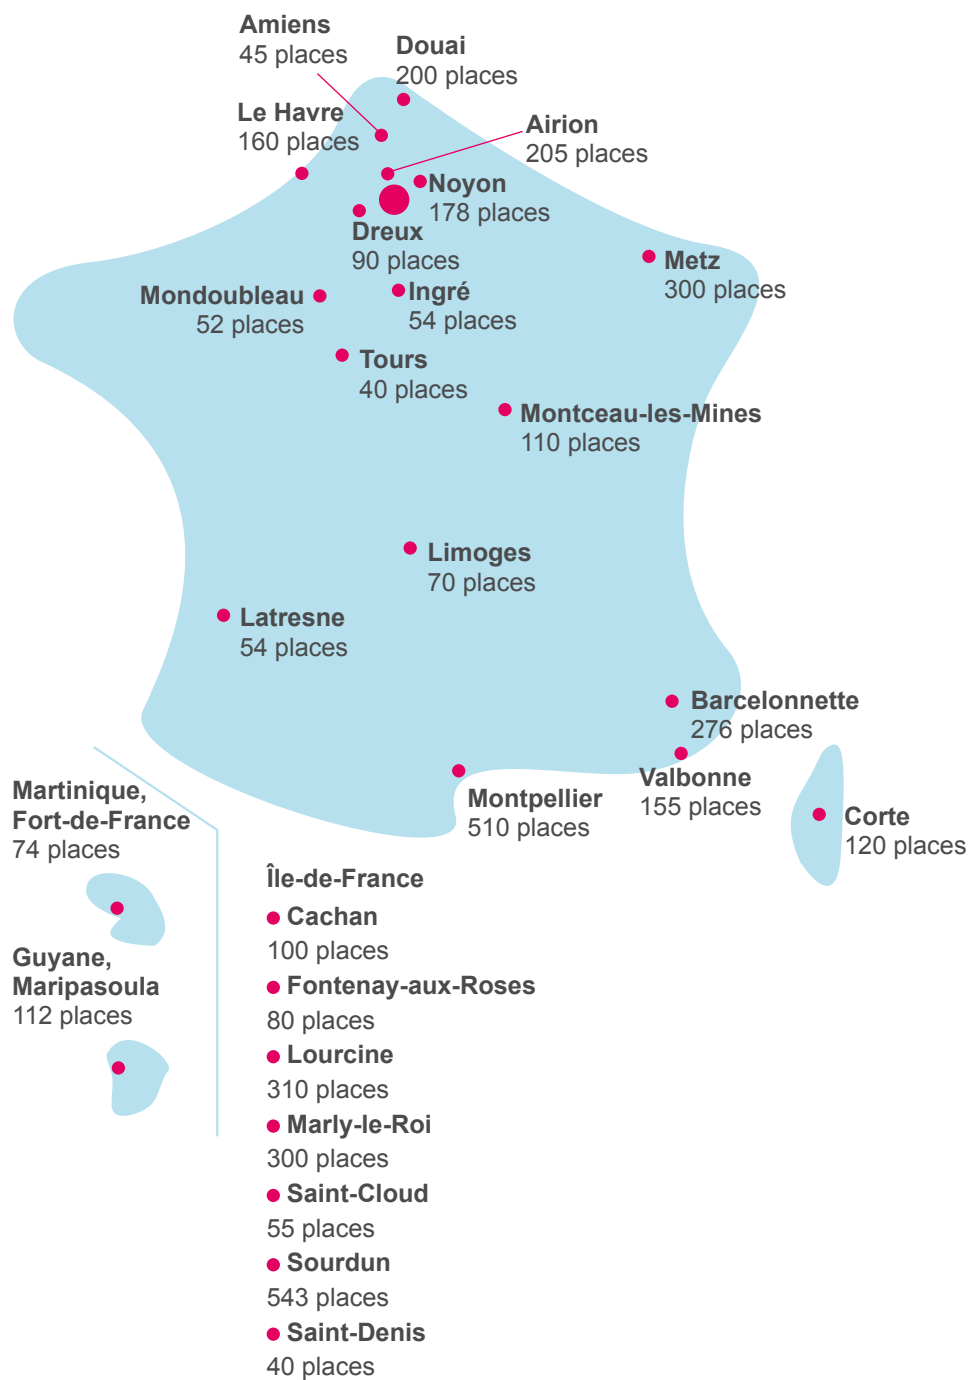 Amiens
45 places
Douai
200 places
Le Havre
160 places
Airion
205 places
Noyon
178 places
Dreux
90 places
Metz
300 places
Mondoubleau
52 places
Ingré
54 places
Tours
40 places
Montceau-les-Mines
110 places
Limoges
70 places
Latresne
54 places
Barcelonnette
276 places
Valbonne
155 places
Montpellier
510 places
Corte
120 places
Martinique,
Fort-de-France
74 places
Guyane,
Maripasoula
112 places
Île-de-France
Cachan
100 places
Fontenay-aux-Roses
80 places
Lourcine
310 places
Marly-le-Roi
300 places
Saint-Cloud
55 places
Sourdun
543 places
Saint-Denis
40 places